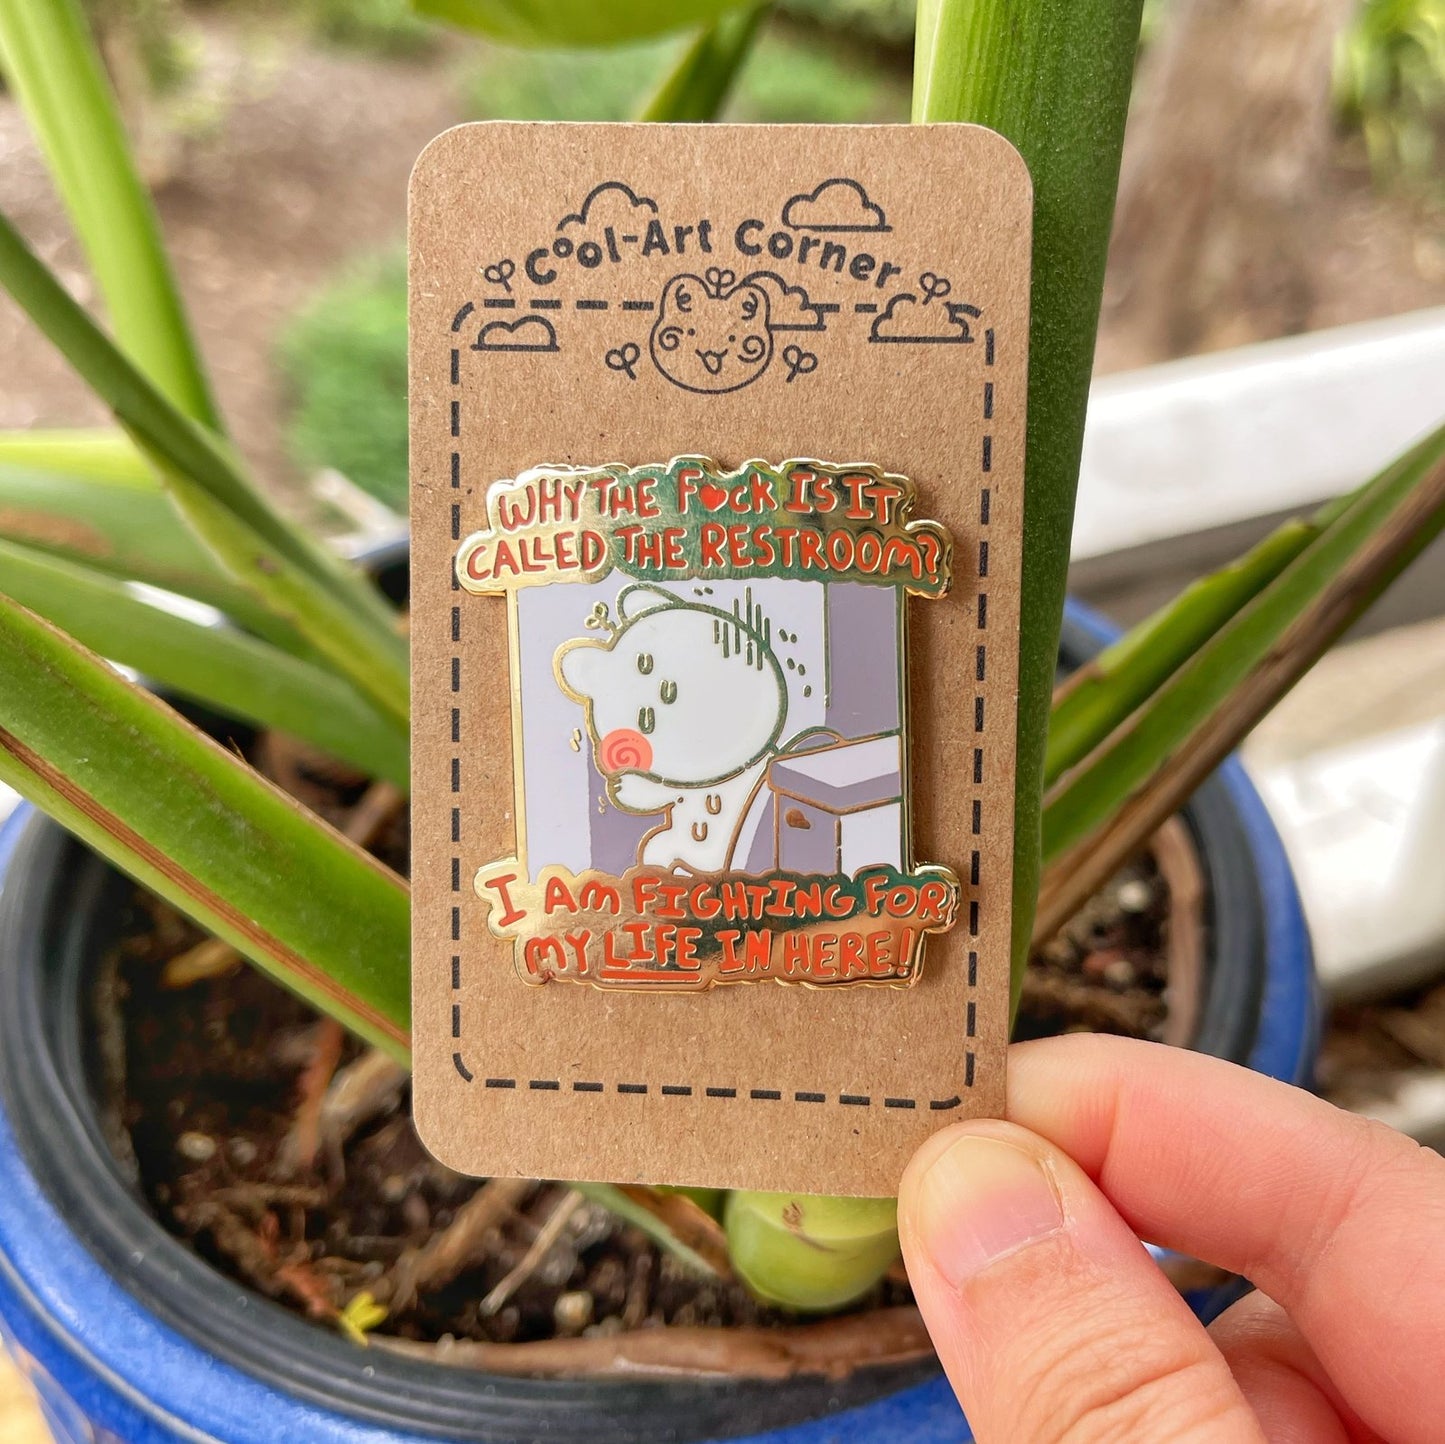 Cool-Art Corner
WHY THE F♥CK IS IT
CALLED THE RESTROOM?
I AM FIGHTING FOR
MY LIFE IN HERE!